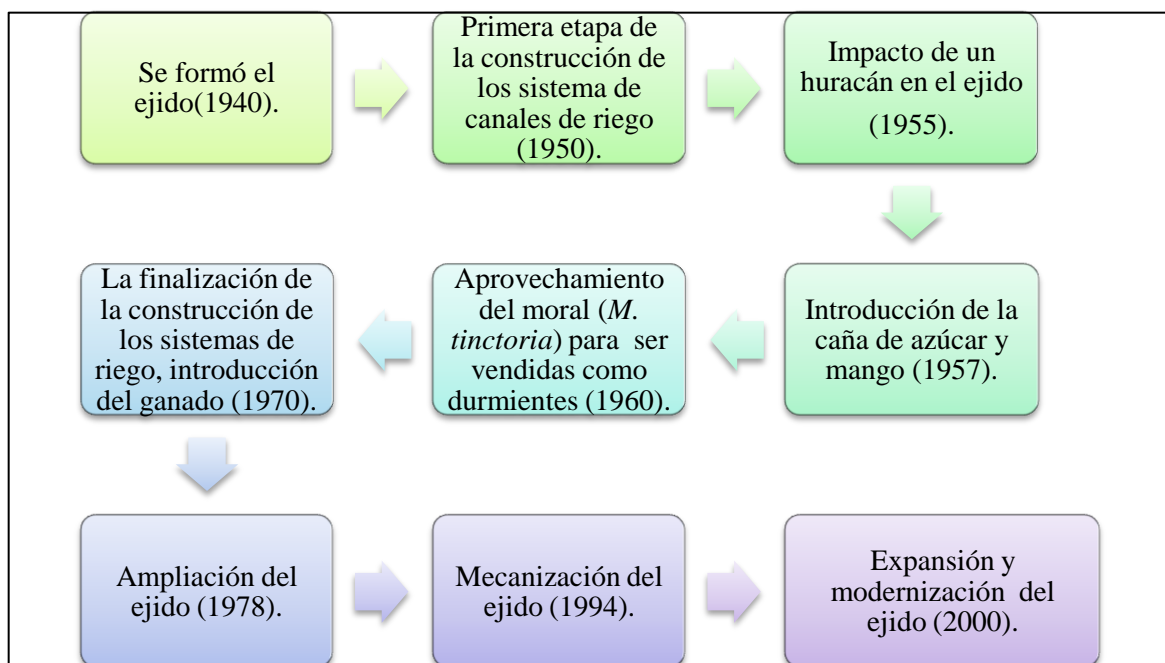 Se formó el
ejido(1940).
Primera etapa de
la construcción de
los sistema de
canales de riego
(1950).
Impacto de un
huracán en el ejido
(1955).
Introducción de la
caña de azúcar y
mango (1957).
Aprovechamiento
del moral (M.
tinctoria) para ser
vendidas como
durmientes (1960).
La finalización de
la construcción de
los sistemas de
riego, introducción
del ganado (1970).
Ampliación del
ejido (1978).
Mecanización del
ejido (1994).
Expansión y
modernización del
ejido (2000).